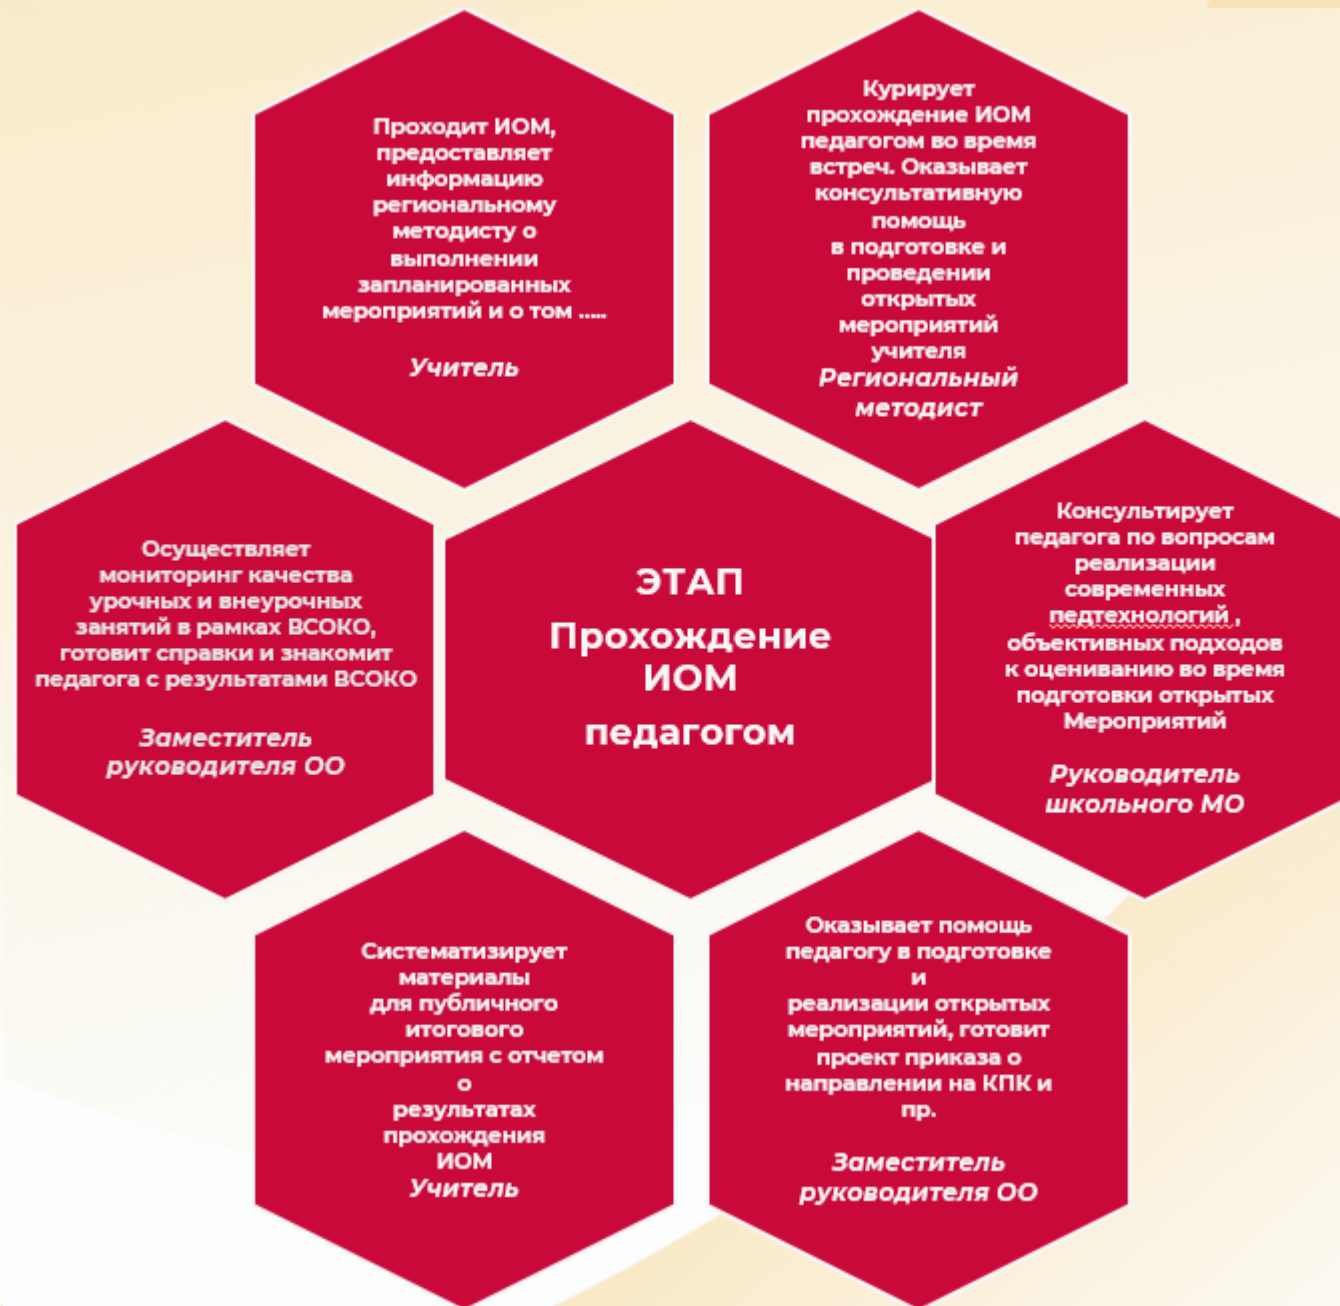 Проходит ИОМ,
предоставляет
информацию
региональному
методисту о
выполнении
запланированных
мероприятий и о том .....
Учитель
Курирует
прохождение ИОМ
педагогом во время
встреч. Оказывает
консультативную
помощь
в подготовке и
проведении
открытых
мероприятий
учителя
Региональный
методист
Осуществляет
мониторинг качества
урочных и внеурочных
занятий в рамках ВСОКО,
готовит справки и знакомит
педагога с результатами ВСОКО
Заместитель
руководителя ОО
ЭТАП
Прохождение
ИОМ
педагогом
Консультирует
педагога по вопросам
реализации
современных
педтехнологий ,
объективных подходов
к оцениванию во время
подготовки открытых
Мероприятий
Руководитель
школьного МО
Систематизирует
материалы
для публичного
итогового
мероприятия с отчетом
о
результатах
прохождения
ИОМ
Учитель
Оказывает помощь
педагогу в подготовке
и
реализации открытых
мероприятий, готовит
проект приказа о
направлении на КПК и
пр.
Заместитель
руководителя ОО